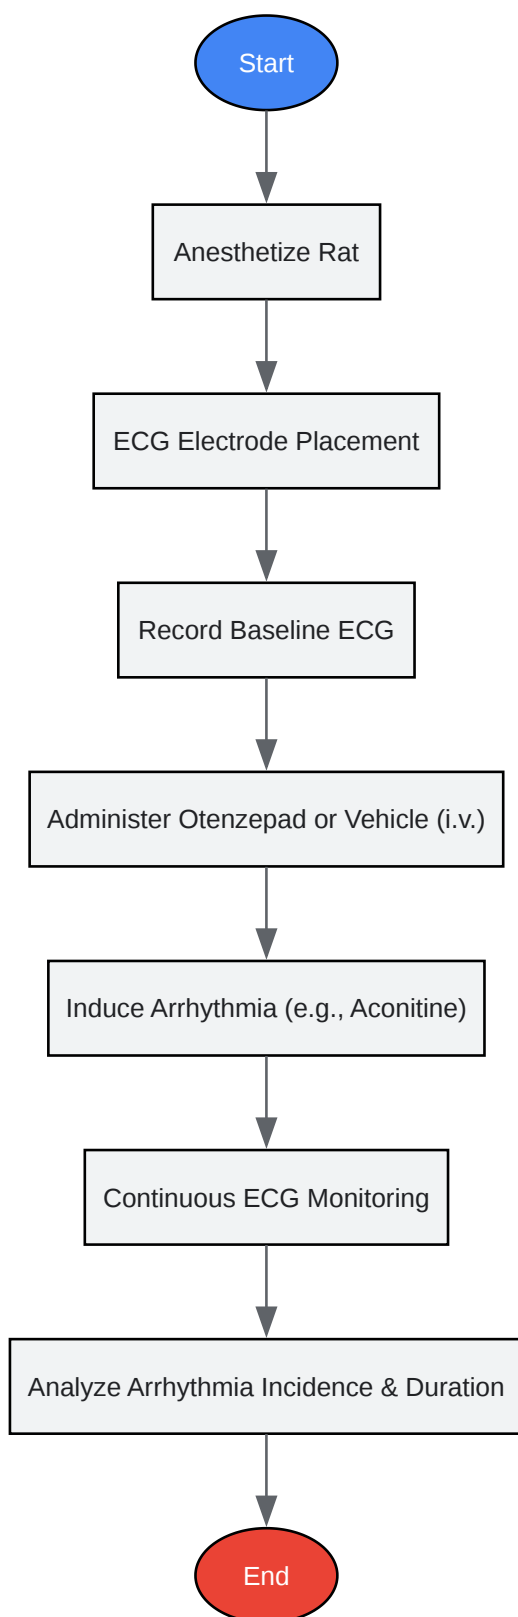 Start
Anesthetize Rat
ECG Electrode Placement
Record Baseline ECG
Administer Otenzepad or Vehicle (i.v.)
Induce Arrhythmia (e.g., Aconitine)
Continuous ECG Monitoring
Analyze Arrhythmia Incidence & Duration
End